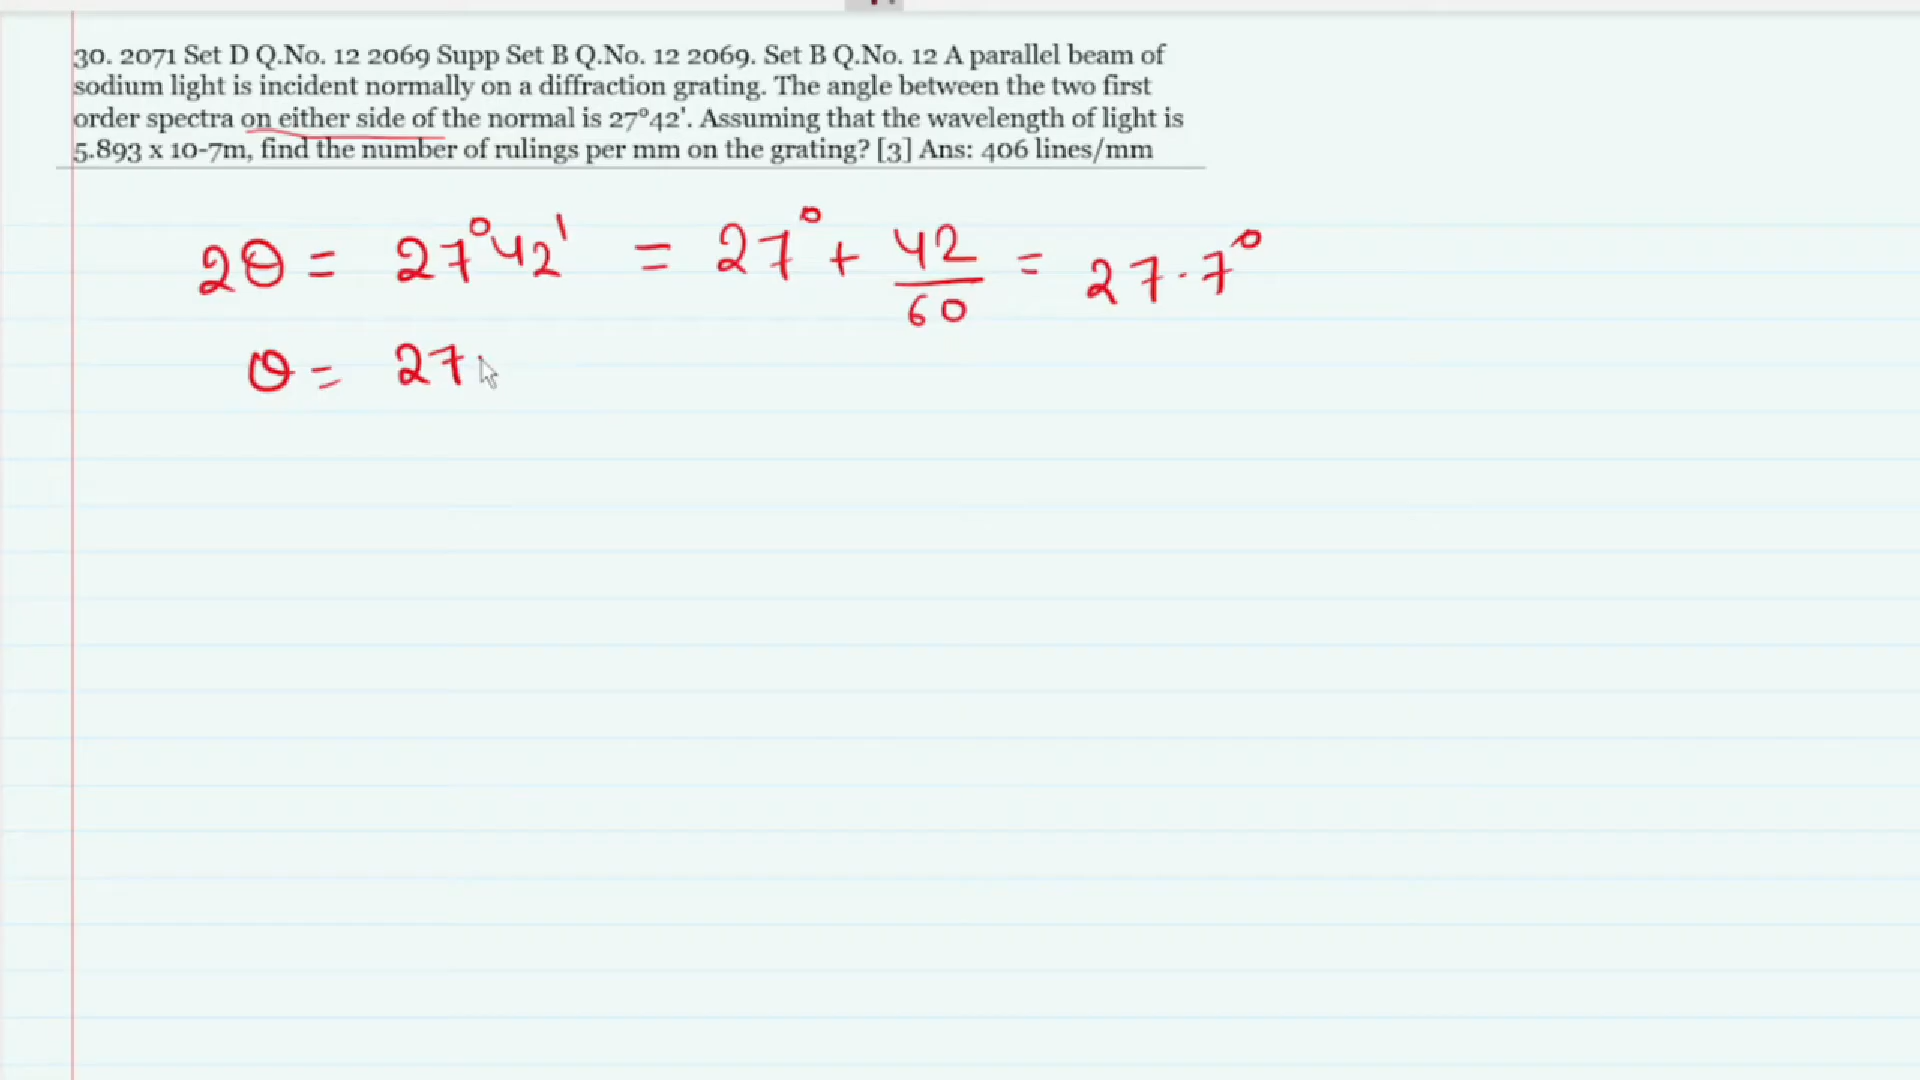 30. 2071 Set D Q.No. 12 2069 Supp Set B Q.No. 12 2069. Set B Q.No. 12 A parallel beam of
sodium light is incident normally on a diffraction grating. The angle between the two first
order spectra on either side of the normal is 27°42'. Assuming that the wavelength of light is
5.893 x 10-7m, find the number of rulings per mm on the grating? [3] Ans: 406 lines/mm
2θ = 27°42' = 27° + 42/60 = 27.7°
θ = 27.